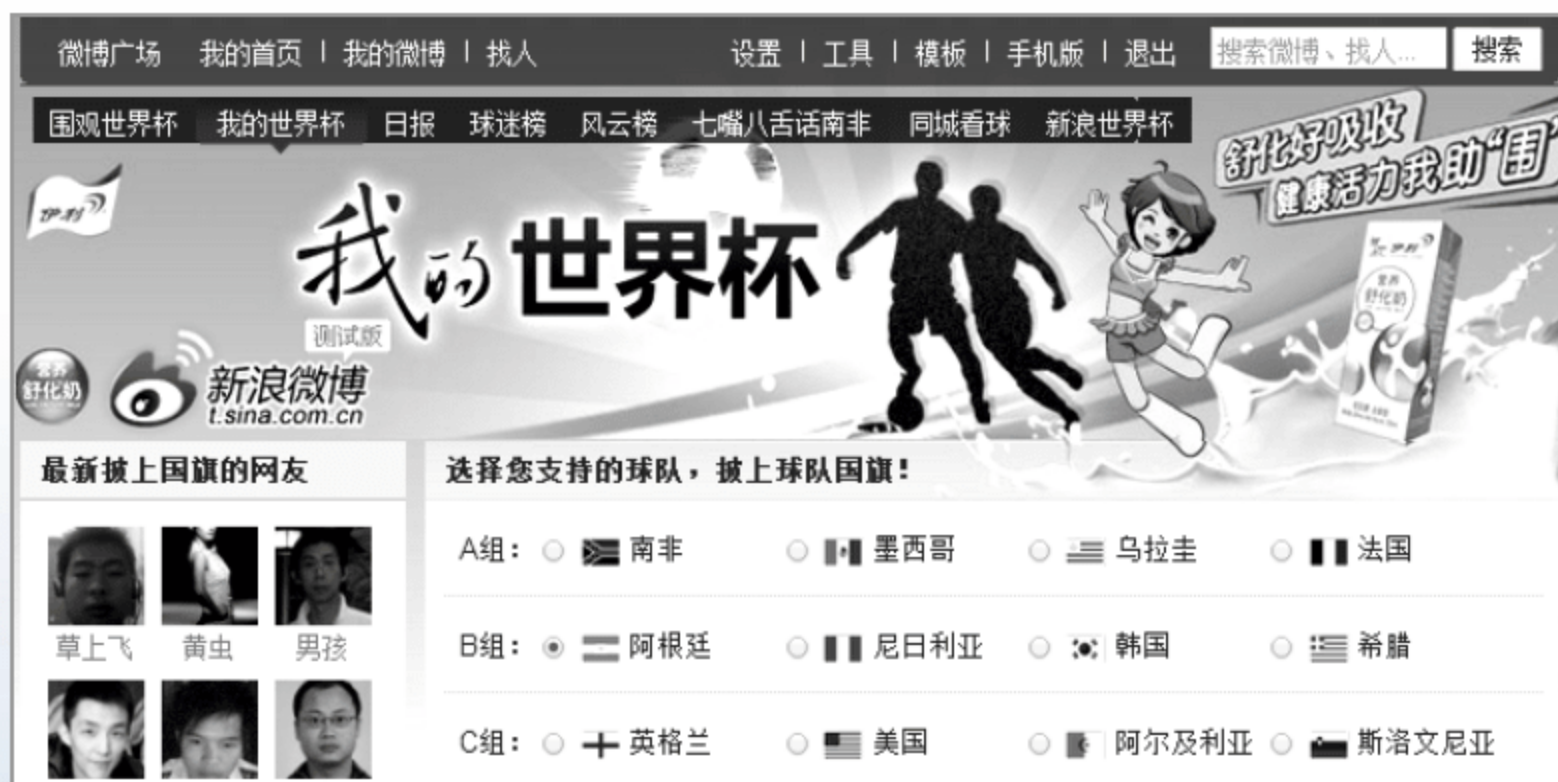 微博广场 我的首页 | 我的微博 | 找人 设置 | 工具 | 模板 | 手机版 | 退出 搜索微博、找人... 搜索
围观世界杯 我的世界杯 日报 球迷榜 风云榜 七嘴八舌话南非 同城看球 新浪世界杯
舒化好吸收
健康活力我助“围”
伊利
我的世界杯
测试版
伊利
营养
舒化奶
营养
舒化奶
新浪微博
t.sina.com.cn
最新披上国旗的网友
选择您支持的球队，披上球队国旗！
A组： 南非 墨西哥 乌拉圭 法国
草上飞 黄虫 男孩
B组： 阿根廷 尼日利亚 韩国 希腊
C组： 英格兰 美国 阿尔及利亚 斯洛文尼亚